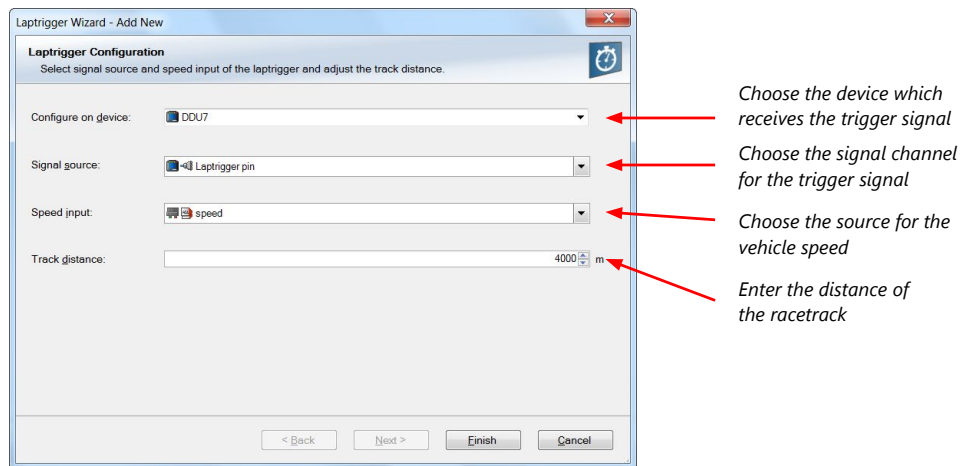 Laptrigger Wizard - Add New
Laptrigger Configuration
Select signal source and speed input of the laptrigger and adjust the track distance.
Configure on device:
DDU7
Signal source:
Laptrigger pin
Speed input:
speed
Track distance:
4000
m
< Back
Next >
Finish
Cancel
Choose the device which
receives the trigger signal
Choose the signal channel
for the trigger signal
Choose the source for the
vehicle speed
Enter the distance of
the racetrack